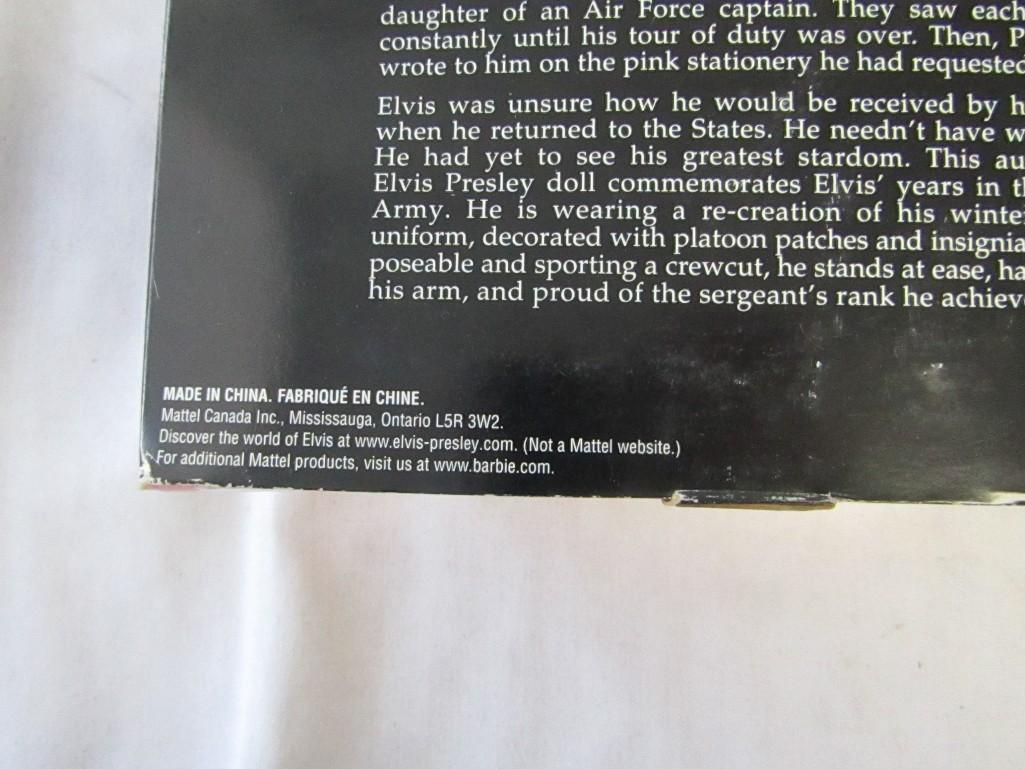 daughter of an Air Force captain. They saw each
constantly until his tour of duty was over. Then,
wrote to him on the pink stationery he had requested
Elvis was unsure how he would be received by
when he returned to the States. He needn't have
He had yet to see his greatest stardom. This
Elvis Presley doll commemorates Elvis' years in
Army. He is wearing a re-creation of his
uniform, decorated with platoon patches and insignia
poseable and sporting a crewcut, he stands at ease,
his arm, and proud of the sergeant's rank he
MADE IN CHINA. FABRIQUÉ EN CHINE.
Mattel Canada Inc., Mississauga, Ontario L5R 3W2.
Discover the world of Elvis at www.elvis-presley.com. (Not a Mattel website.)
For additional Mattel products, visit us at www.barbie.com.